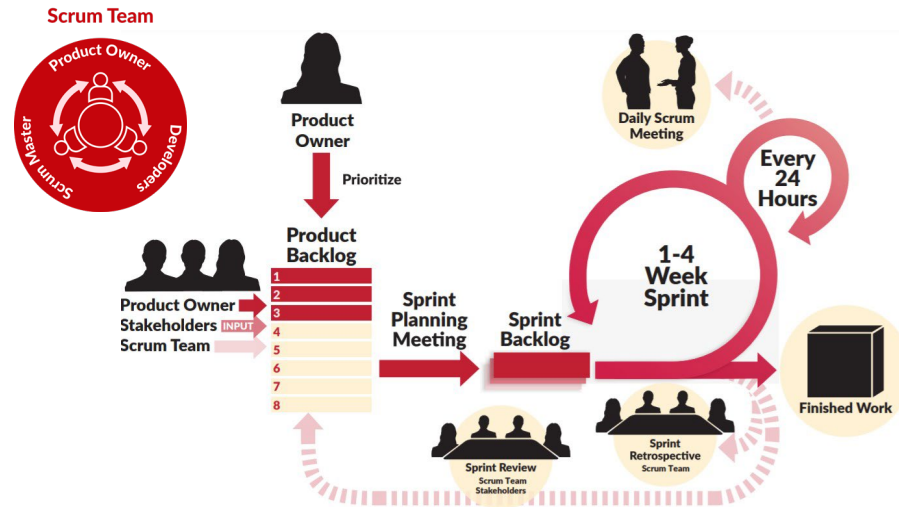 Scrum Team
Product Owner
Scrum Master
Developers
Product
Owner
Prioritize
Product
Backlog
1
2
3
4
5
6
7
8
Product Owner
Stakeholders INPUT
Scrum Team
Sprint
Planning
Meeting
Sprint
Backlog
1-4
Week
Sprint
Every
24
Hours
Daily Scrum
Meeting
Finished Work
Sprint Review
Scrum Team
Stakeholders
Sprint
Retrospective
Scrum Team